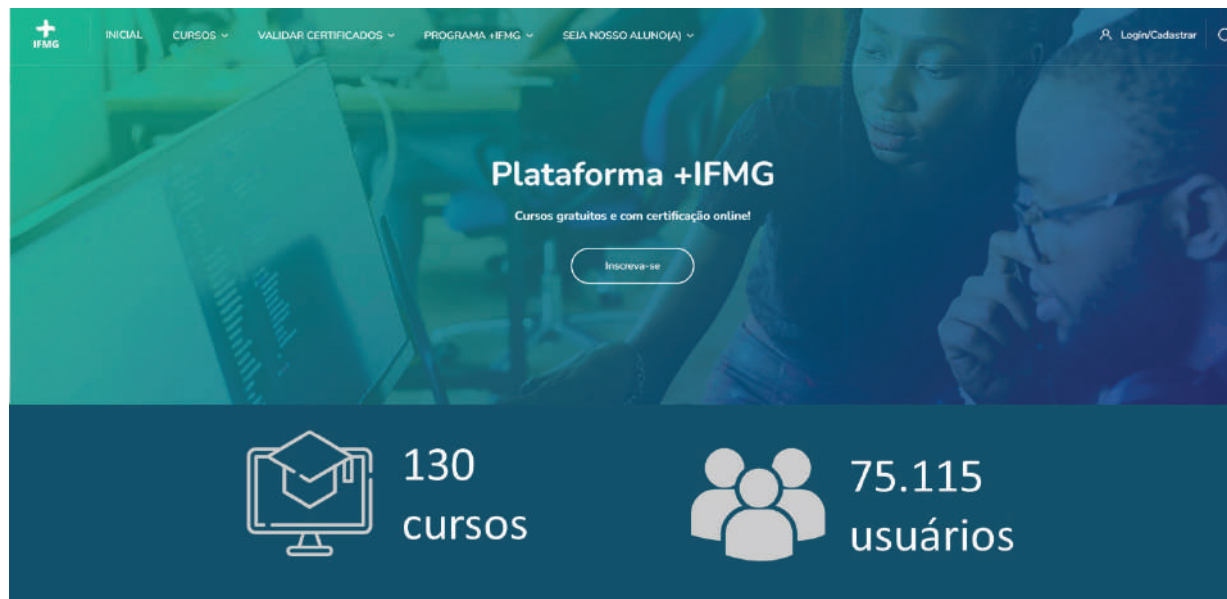 IFMG
INICIAL
CURSOS
VALIDAR CERTIFICADOS
PROGRAMA +IFMG
SEJA NOSSO ALUNO(A)
Login/Cadastrar
Plataforma +IFMG
Cursos gratuitos e com certificação online!
Inscreva-se
130
cursos
75.115
usuários